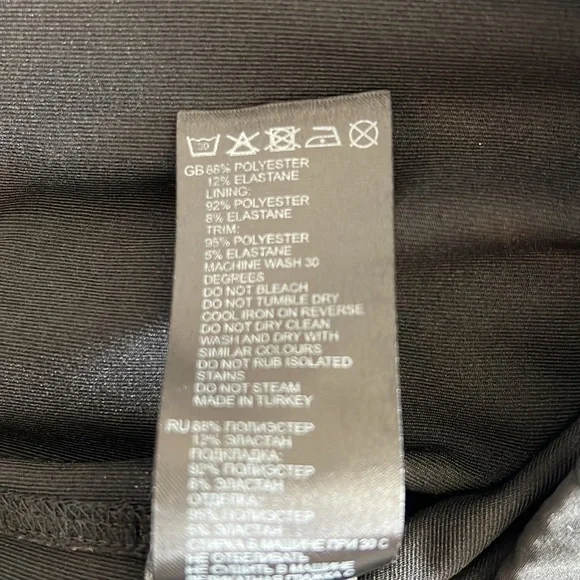 30
GB 88% POLYESTER
12% ELASTANE
LINING:
92% POLYESTER
8% ELASTANE
TRIM:
95% POLYESTER
5% ELASTANE
MACHINE WASH 30
DEGREES
DO NOT BLEACH
DO NOT TUMBLE DRY
COOL IRON ON REVERSE
DO NOT DRY CLEAN
WASH AND DRY WITH
SIMILAR COLOURS
DO NOT RUB ISOLATED
STAINS
DO NOT STEAM
MADE IN TURKEY
RU 88% ПОЛИЭСТЕР
12% ЭЛАСТАН
ПОДКЛАДКА:
92% ПОЛИЭСТЕР
8% ЭЛАСТАН
ОТДЕЛКА:
95% ПОЛИЭСТЕР
5% ЭЛАСТАН
СТИРКА В МАШИНЕ ПРИ 30 С
НЕ ОТБЕЛИВАТЬ
НЕ СУШИТЬ В МАШИНЕ